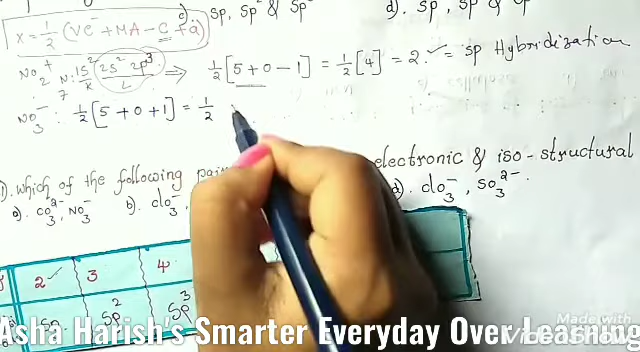 c). Sp, Sp² & Sp³ d). Sp, Sp
x = 1/2 (Ve⁻ + MA - C + a)
NO₂⁺ N: 1S² 2S² 2P³ ⇒ 1/2 [5+0-1] = 1/2 [4] = 2. ✓ = Sp Hybridization
7 K L
NO₃⁻ : 1/2 [5+0+1] = 1/2
1). Which of the following pai electronic & iso-structural
a). CO₃²⁻, NO₃⁻ b). ClO₃⁻ d). ClO₃⁻, SO₃²⁻.
2 ✓ 3 4
Sp Sp² Sp³
Asha Harish's Smarter Everyday Over Learning
Made with
VideoShow